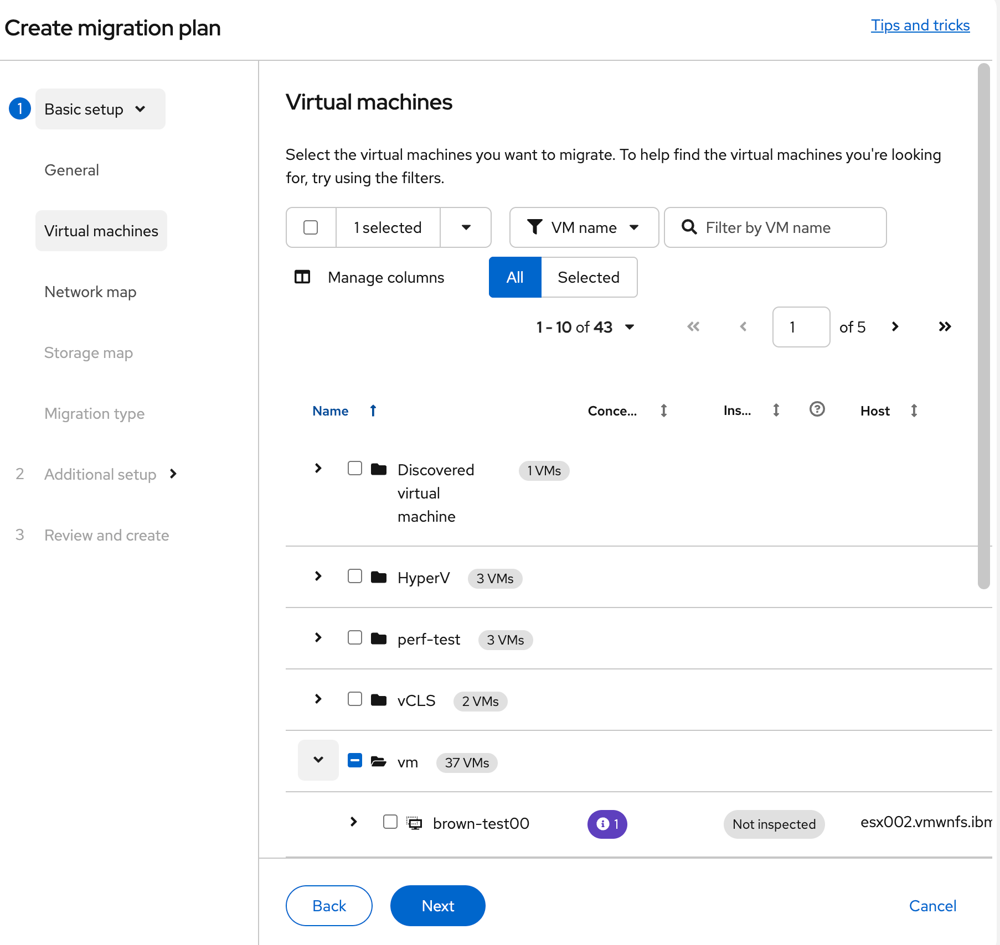 Create migration plan
Tips and tricks
1 Basic setup
General
Virtual machines
Network map
Storage map
Migration type
2 Additional setup
3 Review and create
Virtual machines
Select the virtual machines you want to migrate. To help find the virtual machines you're looking
for, try using the filters.
1 selected
VM name
Filter by VM name
Manage columns
All
Selected
1 - 10 of 43
1 of 5
Name Conce... Ins... Host
Discovered
virtual
machine
1 VMs
HyperV 3 VMs
perf-test 3 VMs
vCLS 2 VMs
vm 37 VMs
brown-test00 1 Not inspected esx002.vmwnfs.ibm
Back
Next
Cancel